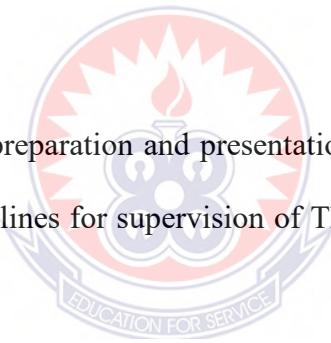 preparation and presentatio
lines for supervision of T
EDUCATION FOR SERVICE